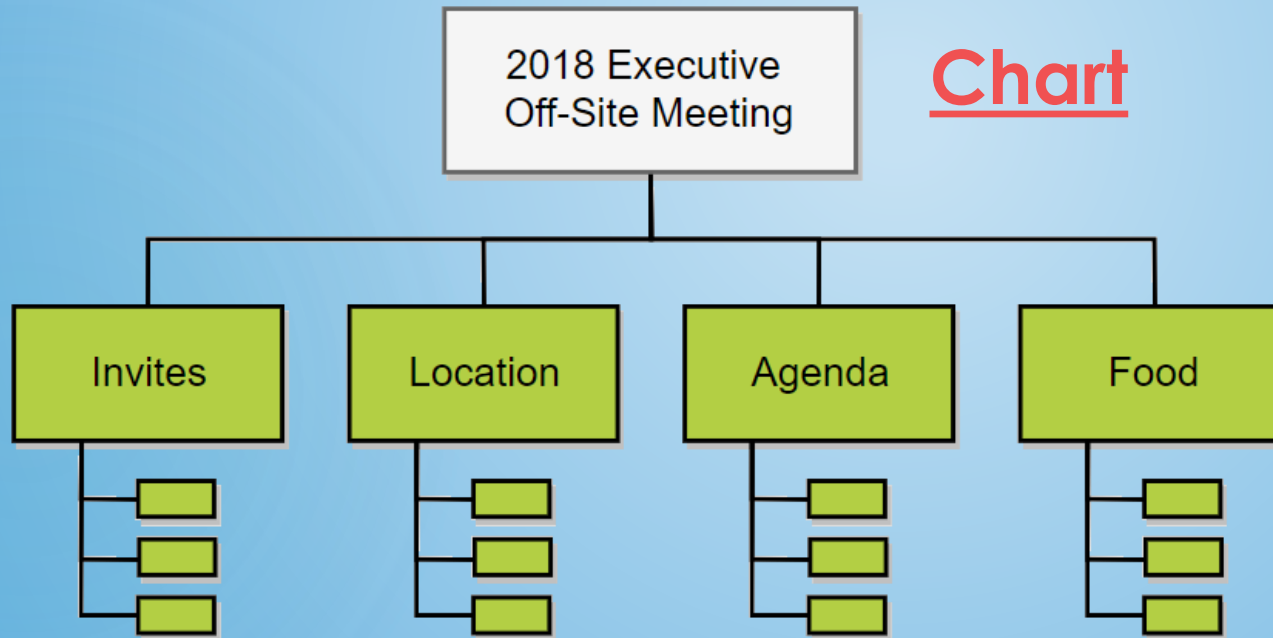 2018 Executive
Off-Site Meeting
Chart
Invites
Location
Agenda
Food